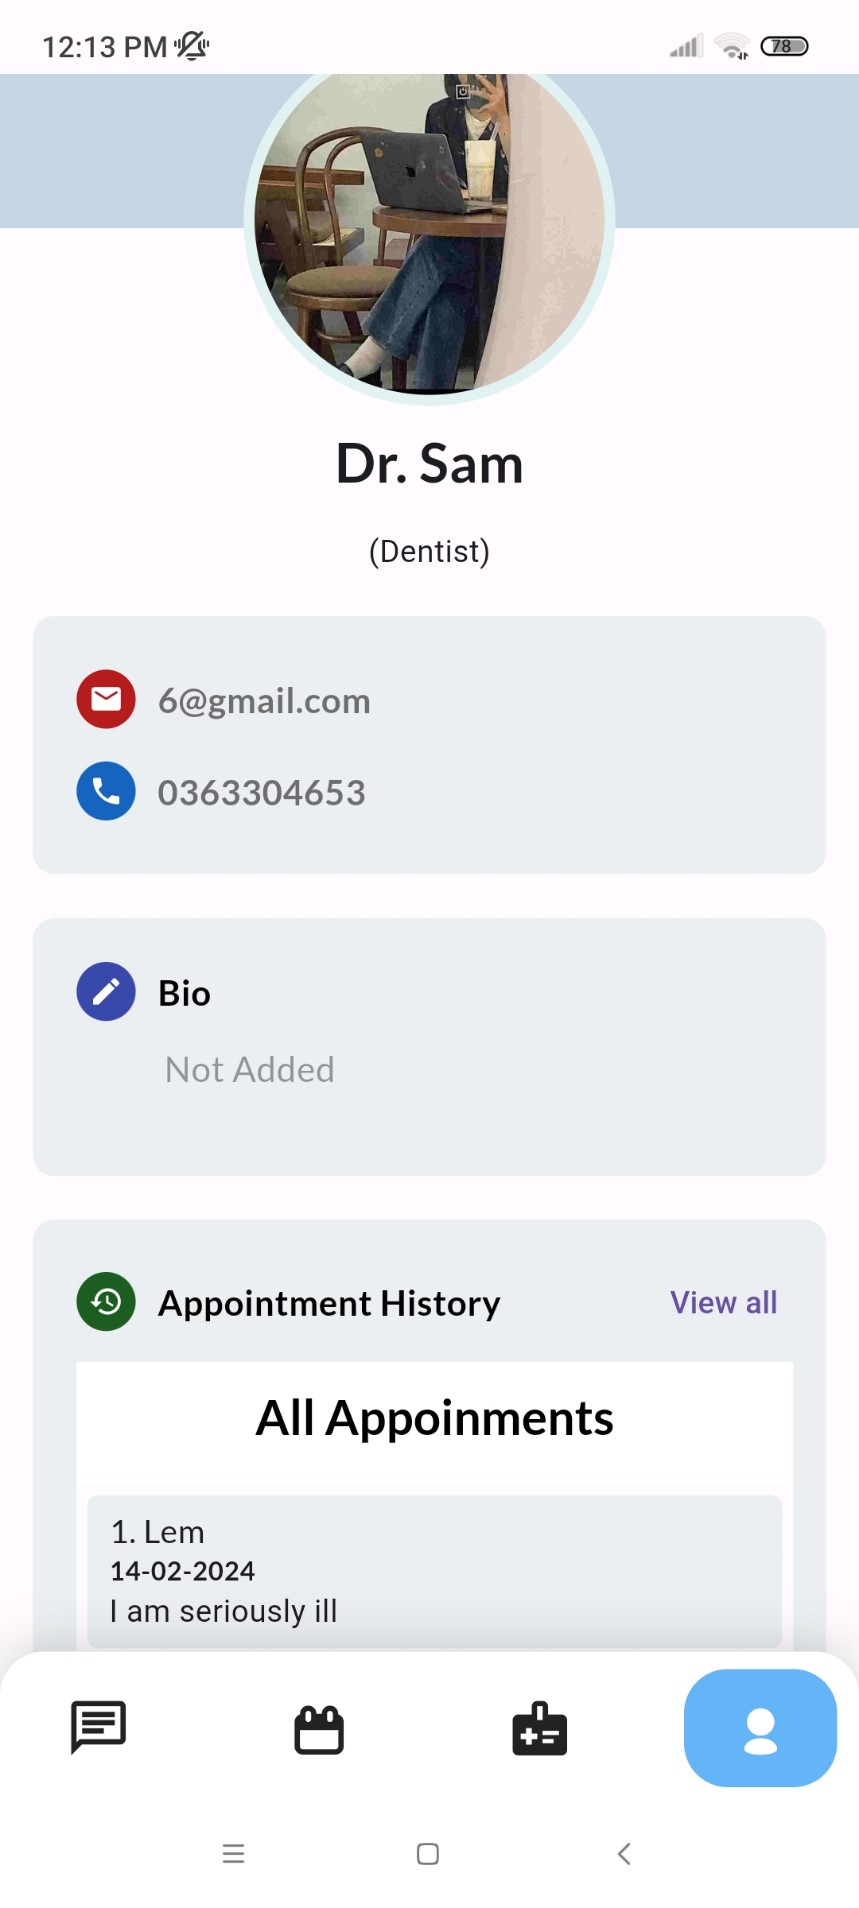 12:13 PM
78
Dr. Sam
(Dentist)
6@gmail.com
0363304653
Bio
Not Added
Appointment History
View all
All Appoinments
1. Lem
14-02-2024
I am seriously ill